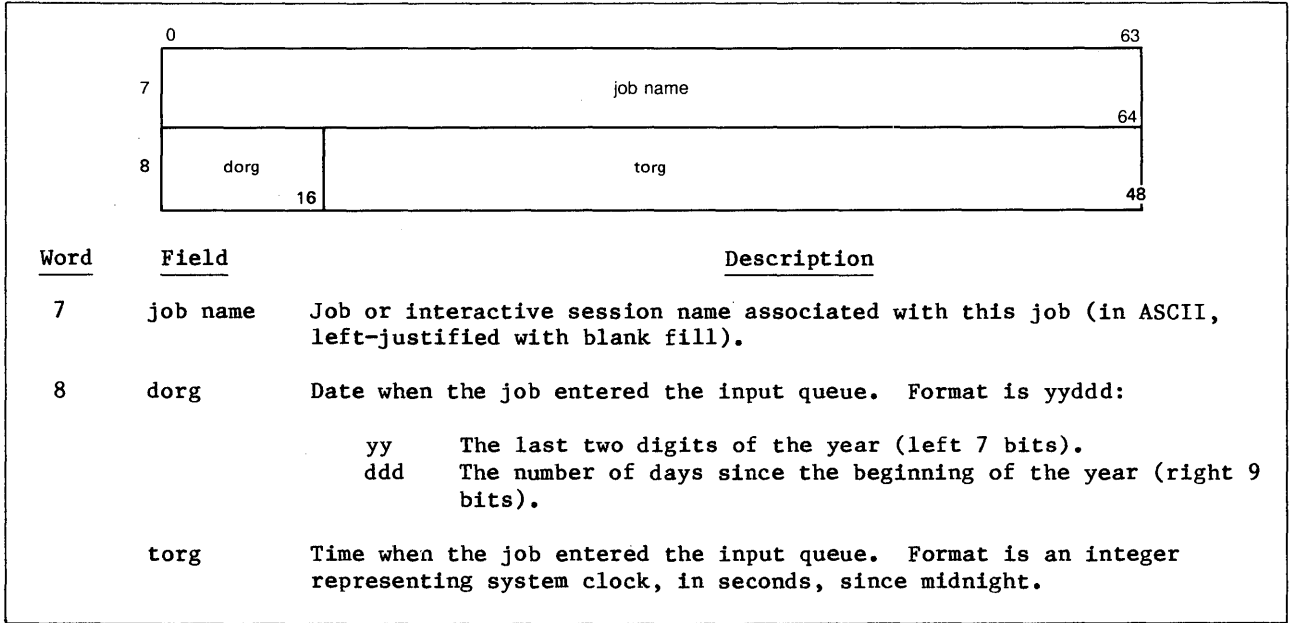 0 63
7 job name
64
8 dorg torg
16 48
Word Field Description
7 job name Job or interactive session name associated with this job (in ASCII,
left-justified with blank fill).
8 dorg Date when the job entered the input queue. Format is yyddd:
yy The last two digits of the year (left 7 bits).
ddd The number of days since the beginning of the year (right 9
bits).
torg Time when the job entered the input queue. Format is an integer
representing system clock, in seconds, since midnight.